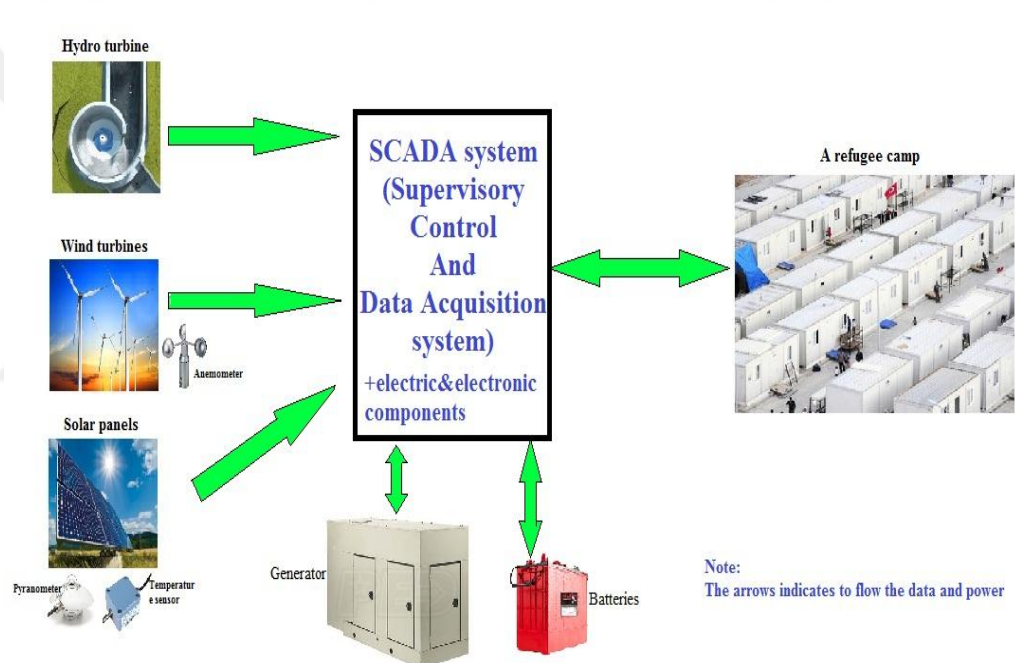 Hydro turbine
Wind turbines
Anemometer
Solar panels
Pyranometer
Temperatur
e sensor
SCADA system
(Supervisory
Control
And
Data Acquisition
system)
+electric&electronic
components
Generator
Batteries
A refugee camp
Note:
The arrows indicates to flow the data and power